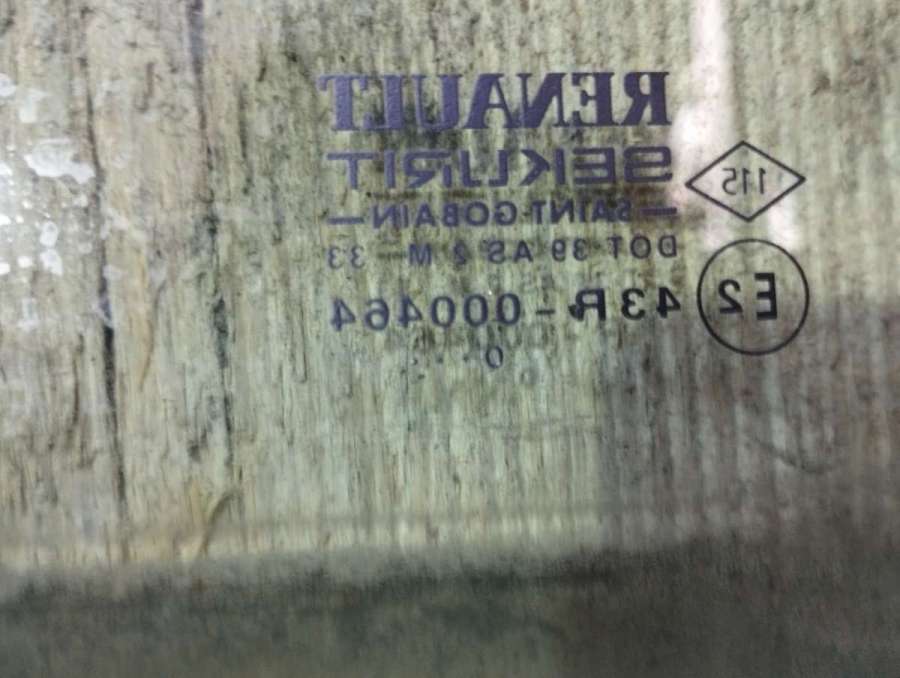 RENAULT
SEKURIT
115
—SAINT-GOBAIN—
DOT 39 AS 2 M 33
E2
43R-000464
0 . . .